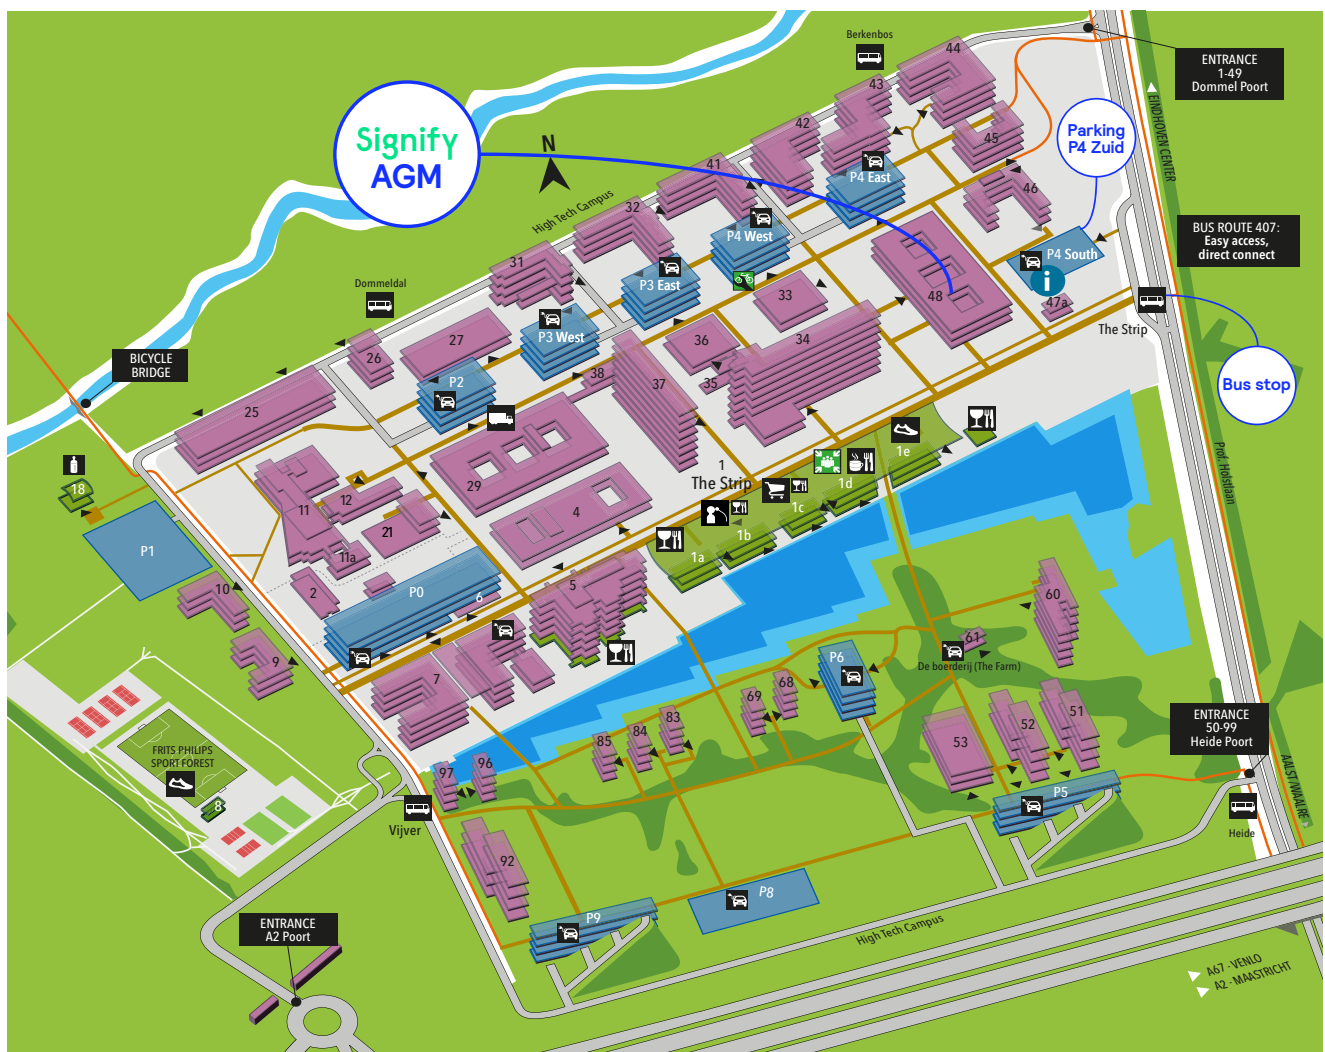 Berkenbos
44
ENTRANCE
1-49
Dommel Poort
43
EINDHOVEN CENTER
Signify
AGM
N
42
Parking
P4 Zuid
45
41
P4 East
46
High Tech Campus
32
P4 West
BUS ROUTE 407:
Easy access,
direct connect
P4 South
i
31
P3 East
Dommeldal
33
48
47a
The Strip
27
P3 West
36
34
26
BICYCLE
BRIDGE
P2
38
37
35
Bus stop
25
1
The Strip
1e
Prof. Holstlaan
18
29
1d
12
11
4
1c
21
1b
P1
11a
1a
10
2
P0
6
5
60
9
61
De boerderij (The Farm)
P6
7
69
68
83
84
85
53
52
51
ENTRANCE
50-99
Heide Poort
FRITS PHILIPS
SPORT FOREST
8
97
96
P5
AALST/WAALRE
Heide
Vijver
92
P8
P9
ENTRANCE
A2 Poort
High Tech Campus
A67 - VENLO
A2 - MAASTRICHT